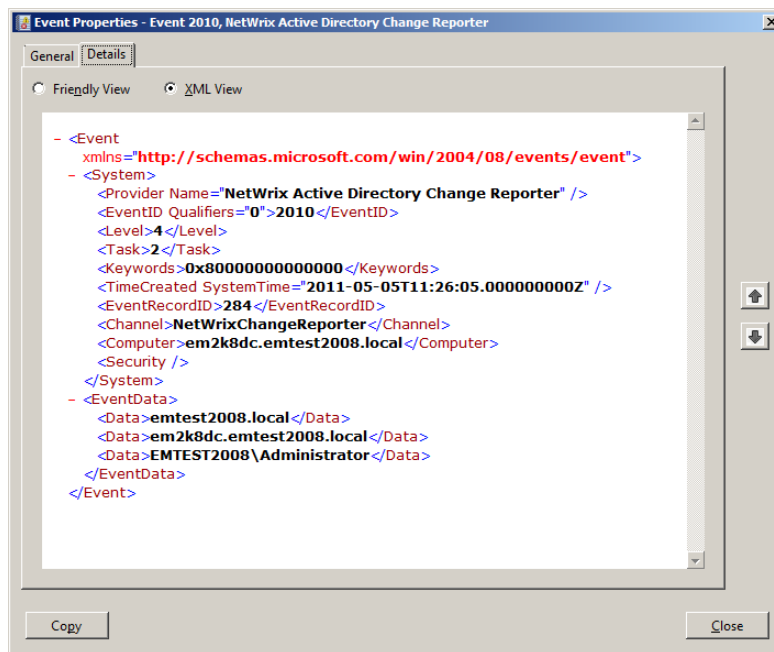 Event Properties - Event 2010, NetWrix Active Directory Change Reporter
General Details
Friendly View XML View
- <Event
xmlns="http://schemas.microsoft.com/win/2004/08/events/event">
- <System>
<Provider Name="NetWrix Active Directory Change Reporter" />
<EventID Qualifiers="0">2010</EventID>
<Level>4</Level>
<Task>2</Task>
<Keywords>0x80000000000000</Keywords>
<TimeCreated SystemTime="2011-05-05T11:26:05.000000000Z" />
<EventRecordID>284</EventRecordID>
<Channel>NetWrixChangeReporter</Channel>
<Computer>em2k8dc.emtest2008.local</Computer>
<Security />
</System>
- <EventData>
<Data>emtest2008.local</Data>
<Data>em2k8dc.emtest2008.local</Data>
<Data>EMTEST2008\Administrator</Data>
</EventData>
</Event>
Copy Close